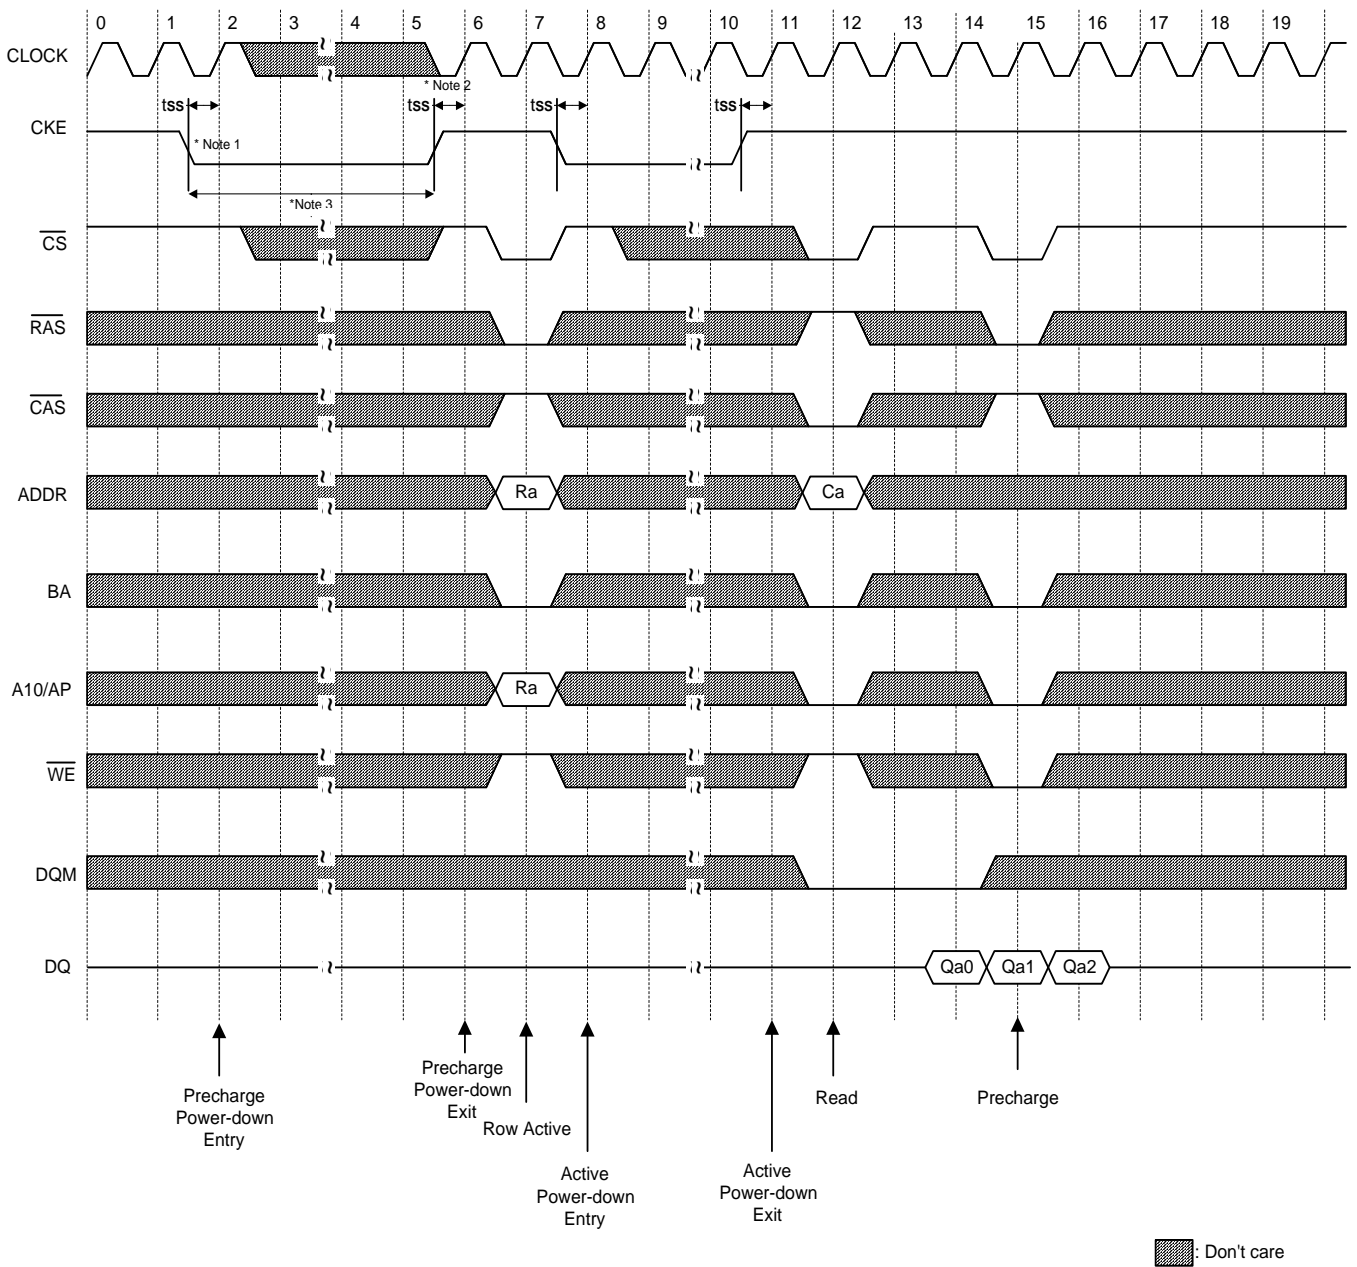 0 1 2 3 4 5 6 7 8 9 10 11 12 13 14 15 16 17 18 19
CLOCK
* Note 2
tss tss tss tss
CKE
* Note 1
*Note 3
CS
RAS
CAS
ADDR Ra Ca
BA
A10/AP Ra
WE
DQM
DQ Qa0 Qa1 Qa2
Precharge
Power-down
Entry
Precharge
Power-down
Exit
Row Active
Active
Power-down
Entry
Active
Power-down
Exit
Read
Precharge
: Don't care